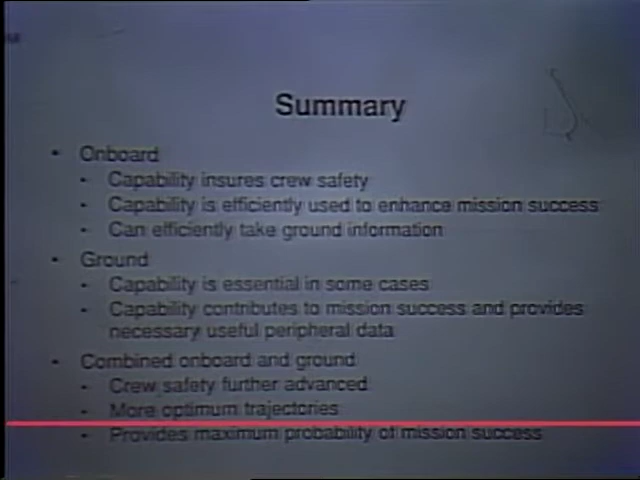 Summary
• Onboard
- Capability insures crew safety
- Capability is efficiently used to enhance mission success
- Can efficiently take ground information
• Ground
- Capability is essential in some cases
- Capability contributes to mission success and provides
necessary useful peripheral data
• Combined onboard and ground
- Crew safety further advanced
- More optimum trajectories
- Provides maximum probability of mission success